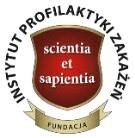 INSTYTUT PROFILAKTYKI ZAKAŻEŃ
scientia
et
sapientia
FUNDACJA